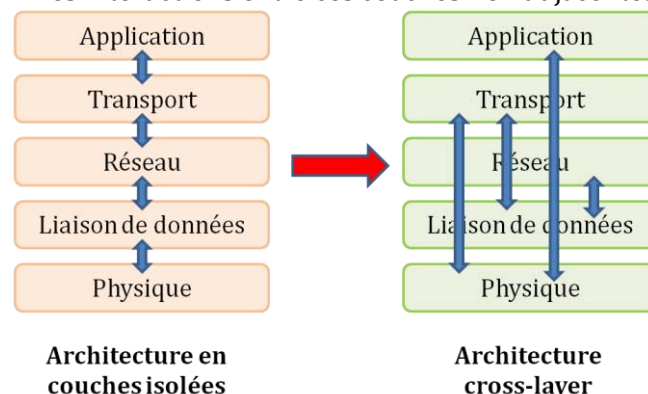 Application
Transport
Réseau
Liaison de données
Physique
Architecture en
couches isolées
Application
Transport
Réseau
Liaison de données
Physique
Architecture
cross-layer